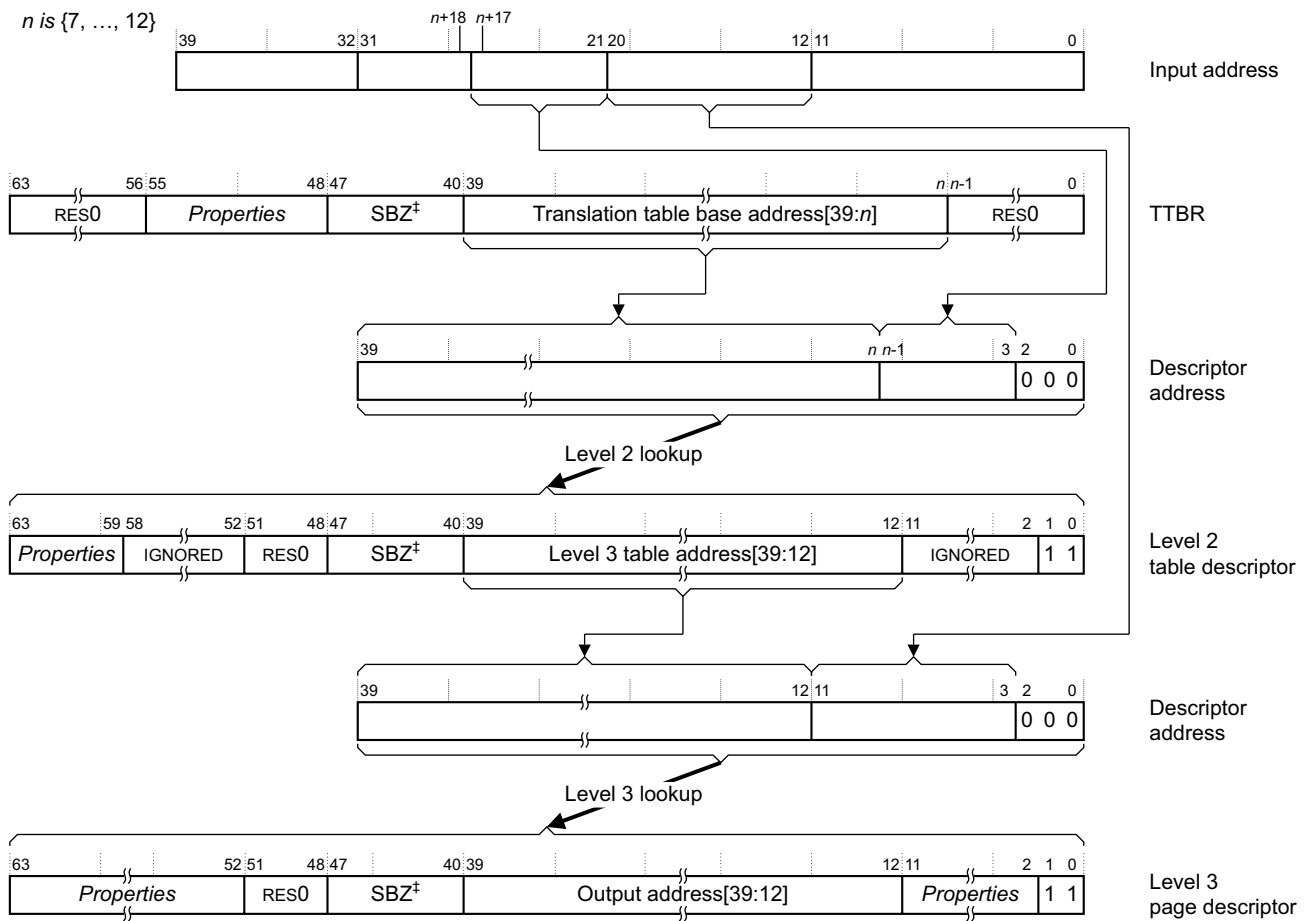 n is {7, …, 12}
n+18 n+17
39 32 31 21 20 12 11 0
Input address
63 56 55 48 47 40 39 n n-1 0
RES0 Properties SBZ‡ Translation table base address[39:n] RES0
TTBR
39 n n-1 3 2 0
0 0 0
Descriptor
address
Level 2 lookup
63 59 58 52 51 48 47 40 39 12 11 2 1 0
Properties IGNORED RES0 SBZ‡ Level 3 table address[39:12] IGNORED 1 1
Level 2
table descriptor
39 12 11 3 2 0
0 0 0
Descriptor
address
Level 3 lookup
63 52 51 48 47 40 39 12 11 2 1 0
Properties RES0 SBZ‡ Output address[39:12] Properties 1 1
Level 3
page descriptor